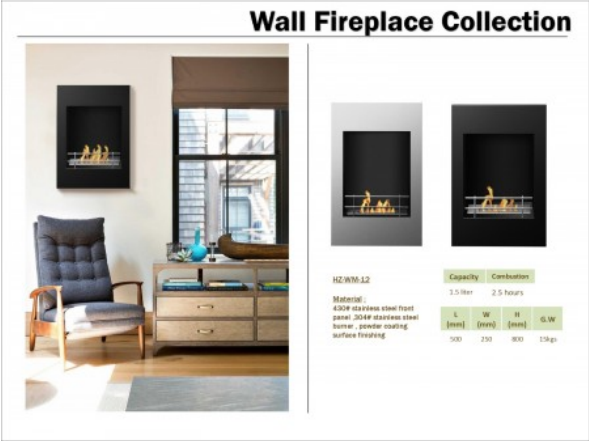 Wall Fireplace Collection
HZ-WM-12
Material :
430# stainless steel front
panel ,304# stainless steel
burner , powder coating
surface finishing
Capacity Combustion
1.5 liter 2.5 hours
L (mm) W (mm) H (mm) G.W
500 250 800 15kgs